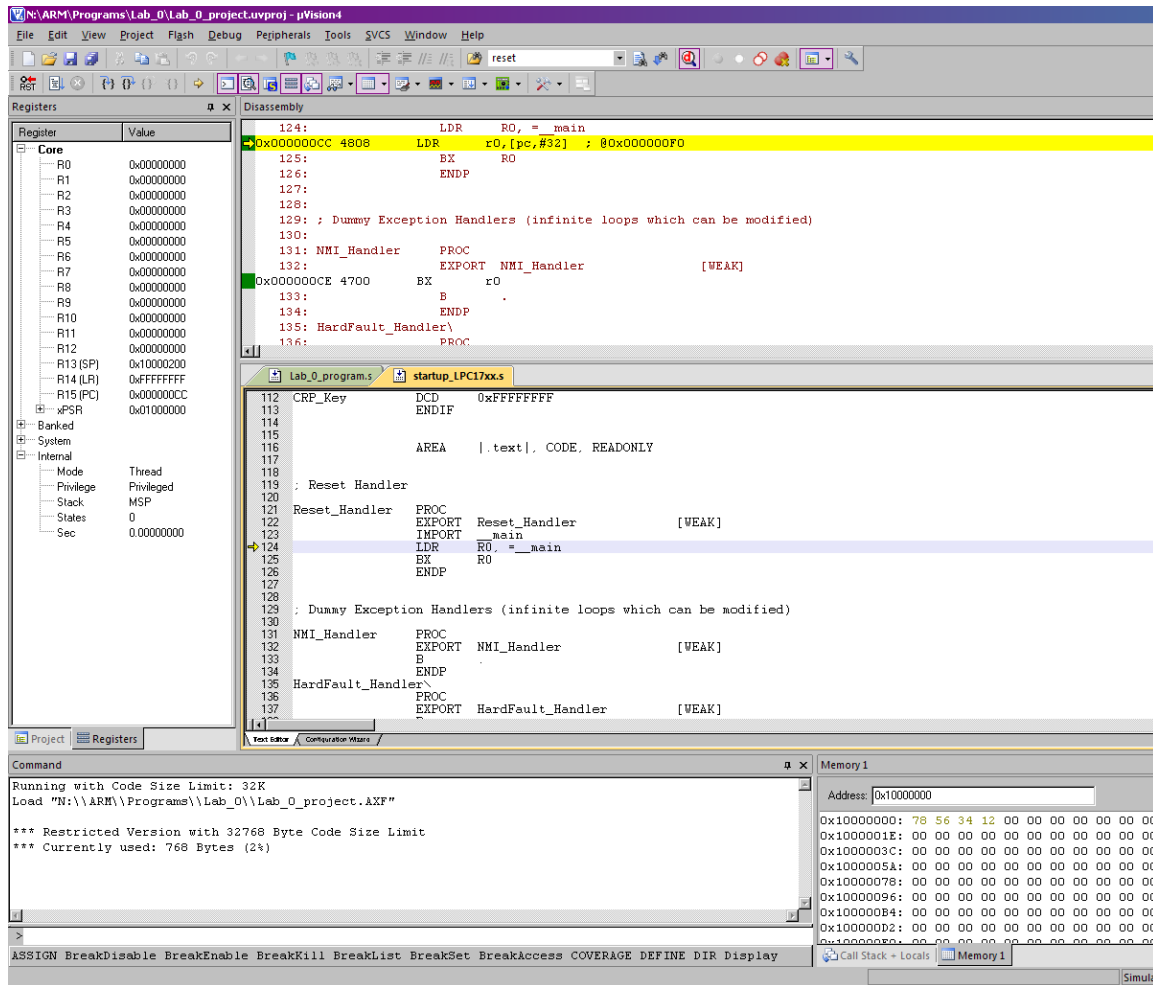 N:\ARM\Programs\Lab_0\Lab_0_project.uvproj - µVision4
File Edit View Project Flash Debug Peripherals Tools SVCS Window Help
reset
RST
Registers
Register Value
Core
R0 0x00000000
R1 0x00000000
R2 0x00000000
R3 0x00000000
R4 0x00000000
R5 0x00000000
R6 0x00000000
R7 0x00000000
R8 0x00000000
R9 0x00000000
R10 0x00000000
R11 0x00000000
R12 0x00000000
R13 (SP) 0x10000200
R14 (LR) 0xFFFFFFFF
R15 (PC) 0x000000CC
xPSR 0x01000000
Banked
System
Internal
Mode Thread
Privilege Privileged
Stack MSP
States 0
Sec 0.00000000
Project Registers
Disassembly
124: LDR R0, =__main
0x000000CC 4808 LDR r0,[pc,#32] ; @0x000000F0
125: BX R0
126: ENDP
127:
128:
129: ; Dummy Exception Handlers (infinite loops which can be modified)
130:
131: NMI_Handler PROC
132: EXPORT NMI_Handler [WEAK]
0x000000CE 4700 BX r0
133: B .
134: ENDP
135: HardFault_Handler\
136: PROC
Lab_0_program.s startup_LPC17xx.s
112 CRP_Key DCD 0xFFFFFFFF
113 ENDIF
114
115
116 AREA |.text|, CODE, READONLY
117
118
119 ; Reset Handler
120
121 Reset_Handler PROC
122 EXPORT Reset_Handler [WEAK]
123 IMPORT __main
124 LDR R0, =__main
125 BX R0
126 ENDP
127
128
129 ; Dummy Exception Handlers (infinite loops which can be modified)
130
131 NMI_Handler PROC
132 EXPORT NMI_Handler [WEAK]
133 B .
134 ENDP
135 HardFault_Handler\
136 PROC
137 EXPORT HardFault_Handler [WEAK]
Text Editor Configuration Wizard
Command
Running with Code Size Limit: 32K
Load "N:\\ARM\\Programs\\Lab_0\\Lab_0_project.AXF"
*** Restricted Version with 32768 Byte Code Size Limit
*** Currently used: 768 Bytes (2%)
>
ASSIGN BreakDisable BreakEnable BreakKill BreakList BreakSet BreakAccess COVERAGE DEFINE DIR Display
Memory 1
Address: 0x10000000
0x10000000: 78 56 34 12 00 00 00 00 00 00 00
0x1000001E: 00 00 00 00 00 00 00 00 00 00 00
0x1000003C: 00 00 00 00 00 00 00 00 00 00 00
0x1000005A: 00 00 00 00 00 00 00 00 00 00 00
0x10000078: 00 00 00 00 00 00 00 00 00 00 00
0x10000096: 00 00 00 00 00 00 00 00 00 00 00
0x100000B4: 00 00 00 00 00 00 00 00 00 00 00
0x100000D2: 00 00 00 00 00 00 00 00 00 00 00
0x100000F0: 00 00 00 00 00 00 00 00 00 00 00
Call Stack + Locals Memory 1
Simula